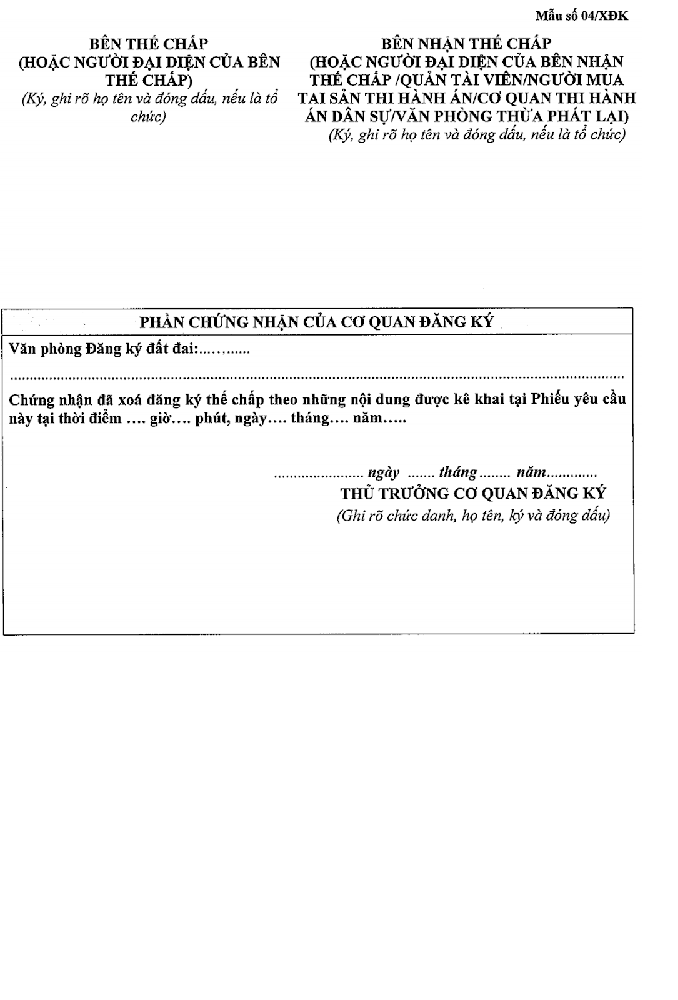 Mẫu số 04/XĐK
BÊN THẾ CHẤP
(HOẶC NGƯỜI ĐẠI DIỆN CỦA BÊN
THẾ CHẤP)
(Ký, ghi rõ họ tên và đóng dấu, nếu là tổ
chức)
BÊN NHẬN THẾ CHẤP
(HOẶC NGƯỜI ĐẠI DIỆN CỦA BÊN NHẬN
THẾ CHẤP /QUẢN TÀI VIÊN/NGƯỜI MUA
TAI SẢN THI HÀNH ÁN/CƠ QUAN THI HÀNH
ÁN DÂN SỰ/VĂN PHÒNG THỪA PHÁT LẠI)
(Ký, ghi rõ họ tên và đóng dấu, nếu là tổ chức)
PHẦN CHỨNG NHẬN CỦA CƠ QUAN ĐĂNG KÝ
Văn phòng Đăng ký đất đai:............
................................................................................
Chứng nhận đã xoá đăng ký thế chấp theo những nội dung được kê khai tại Phiếu yêu cầu
này tại thời điểm .... giờ.... phút, ngày.... tháng.... năm.....
....................... ngày ....... tháng........ năm.............
THỦ TRƯỞNG CƠ QUAN ĐĂNG KÝ
(Ghi rõ chức danh, họ tên, ký và đóng dấu)